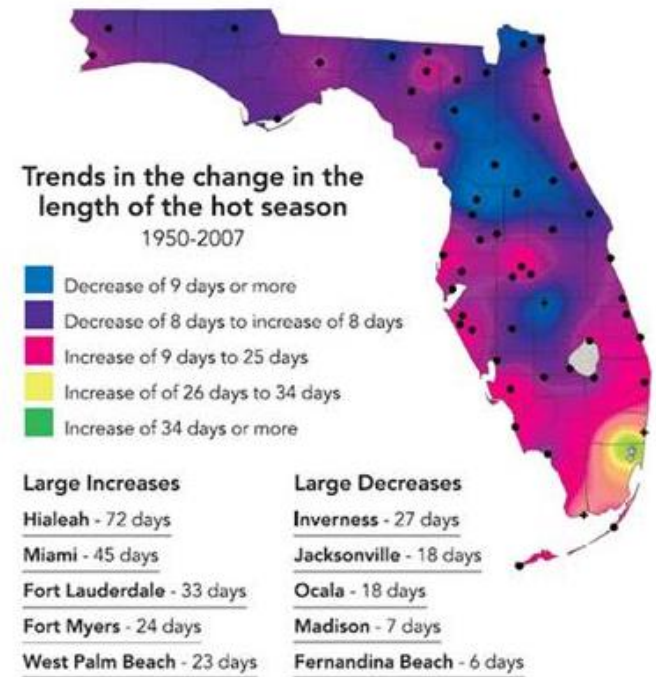 Trends in the change in the
length of the hot season
1950-2007
Decrease of 9 days or more
Decrease of 8 days to increase of 8 days
Increase of 9 days to 25 days
Increase of of 26 days to 34 days
Increase of 34 days or more
Large Increases
Hialeah - 72 days
Miami - 45 days
Fort Lauderdale - 33 days
Fort Myers - 24 days
West Palm Beach - 23 days
Large Decreases
Inverness - 27 days
Jacksonville - 18 days
Ocala - 18 days
Madison - 7 days
Fernandina Beach - 6 days